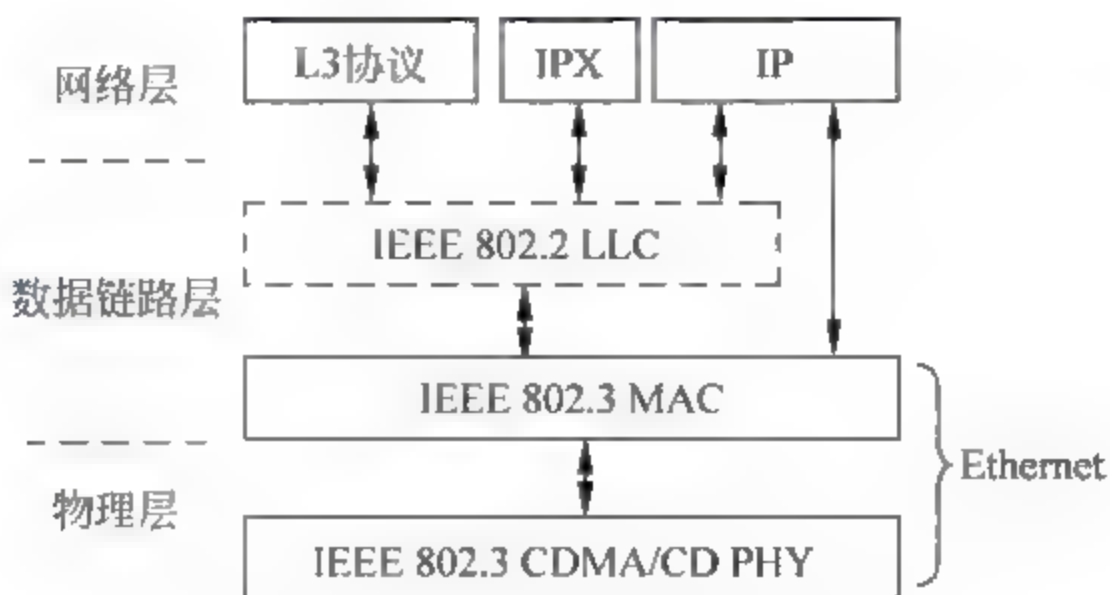 网络层
L3协议
IPX
IP
IEEE 802.2 LLC
数据链路层
IEEE 802.3 MAC
Ethernet
物理层
IEEE 802.3 CDMA/CD PHY